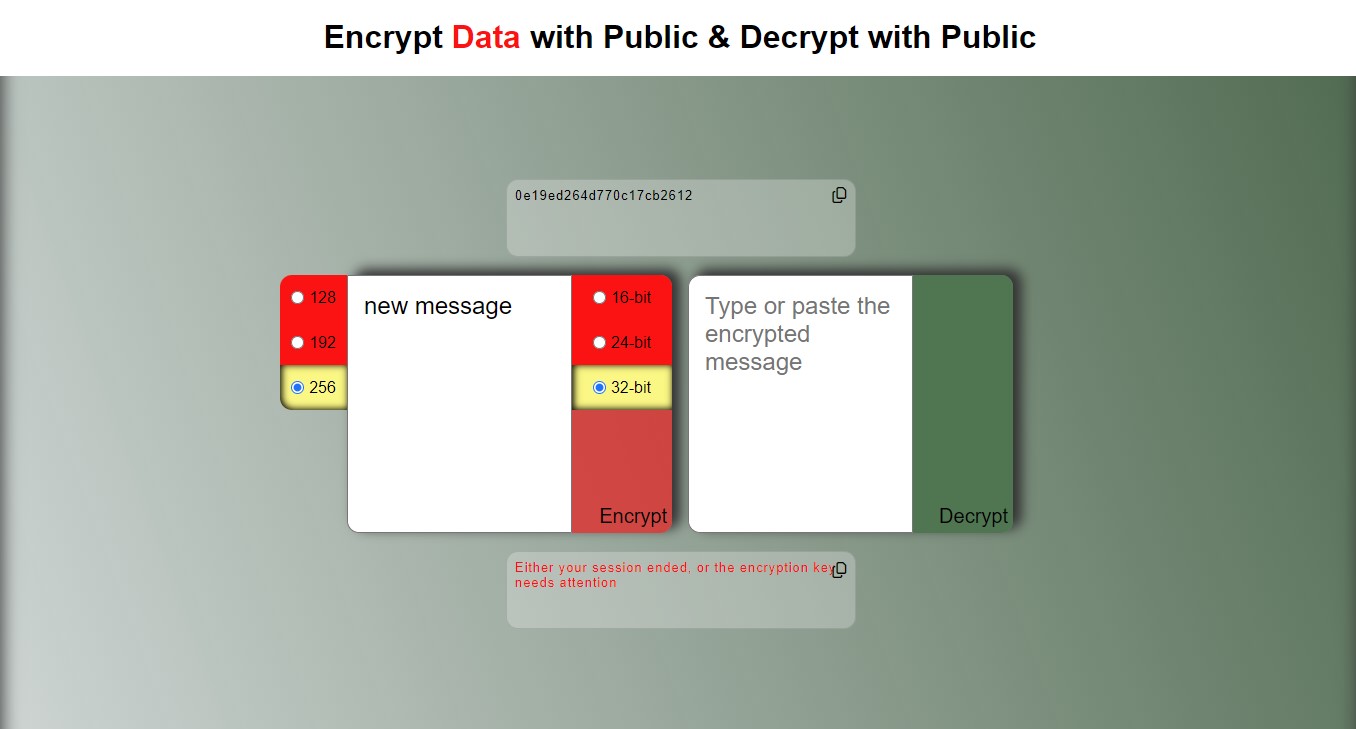 Encrypt Data with Public & Decrypt with Public
0e19ed264d770c17cb2612
128
192
256
new message
16-bit
24-bit
32-bit
Encrypt
Type or paste the
encrypted
message
Decrypt
Either your session ended, or the encryption key
needs attention